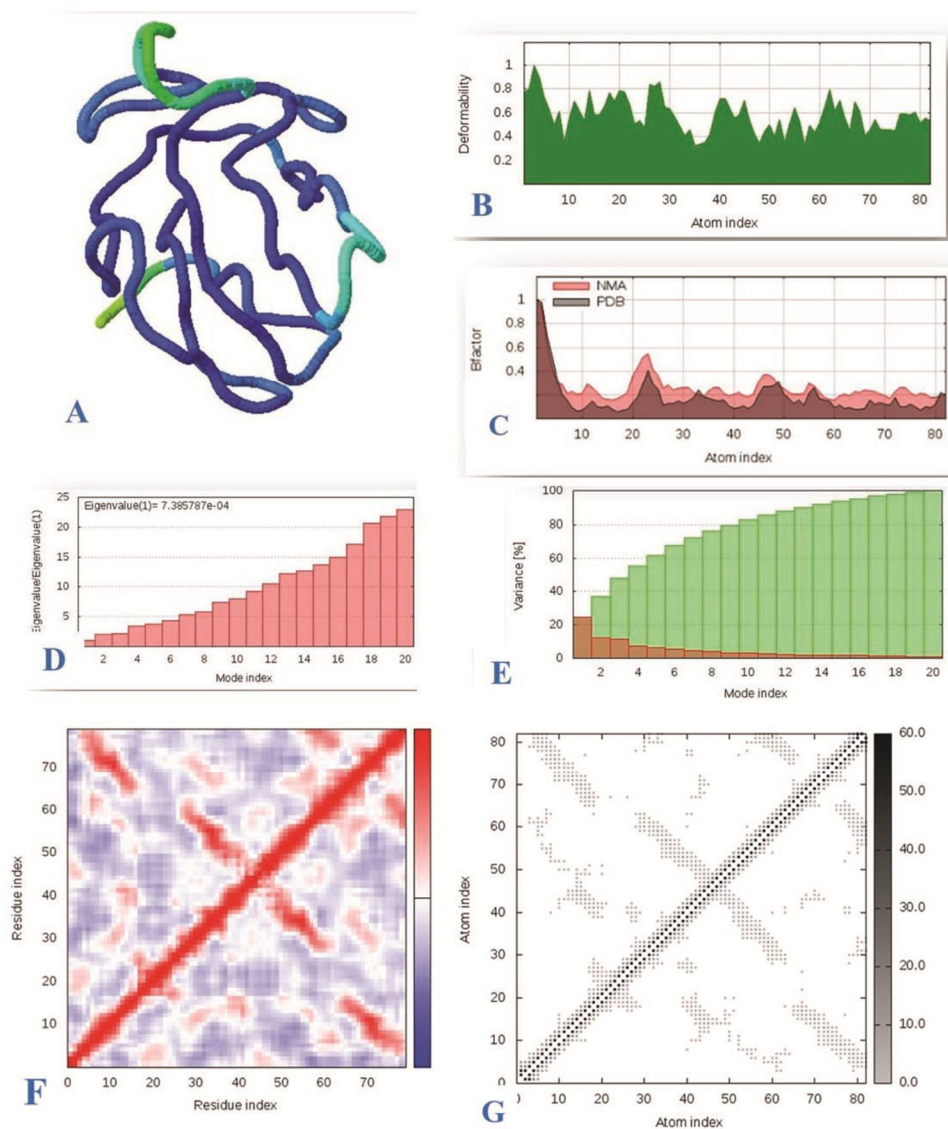 A
1
0.8
0.6
0.4
0.2
Deformability
10 20 30 40 50 60 70 80
Atom index
B
NMA
PDB
1
0.8
0.6
0.4
Bfactor
10 20 30 40 50 60 70 80
Atom index
C
Eigenvalue(1)= 7.385787e-04
25
20
15
10
5
Eigenvalue/Eigenvalue(1)
2 4 6 8 10 12 14 16 18 20
Mode index
D
100
80
60
40
20
0
Variance [%]
2 4 6 8 10 12 14 16 18 20
Mode index
E
70
60
50
40
30
20
10
Residue index
0 10 20 30 40 50 60 70
Residue index
F
80
70
60
50
40
30
20
10
0
Atom index
10 20 30 40 50 60 70 80
Atom index
60.0
50.0
40.0
30.0
20.0
10.0
0.0
G